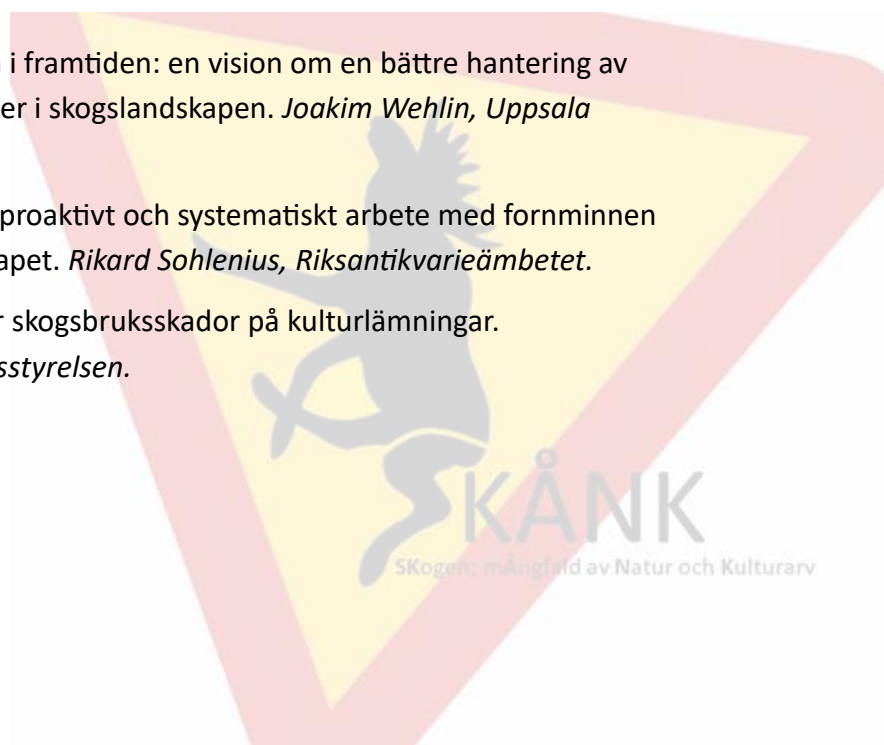 i framtiden: en vision om en bättre hantering av
er i skogslandskapen. Joakim Wehlin, Uppsala
proaktivt och systematiskt arbete med fornminnen
apet. Rikard Sohlenius, Riksantikvarieämbetet.
r skogsbruksskador på kulturlämningar.
sstyrelsen.
SKÅNK
SKogen: mÅngfald av Natur och Kulturarv